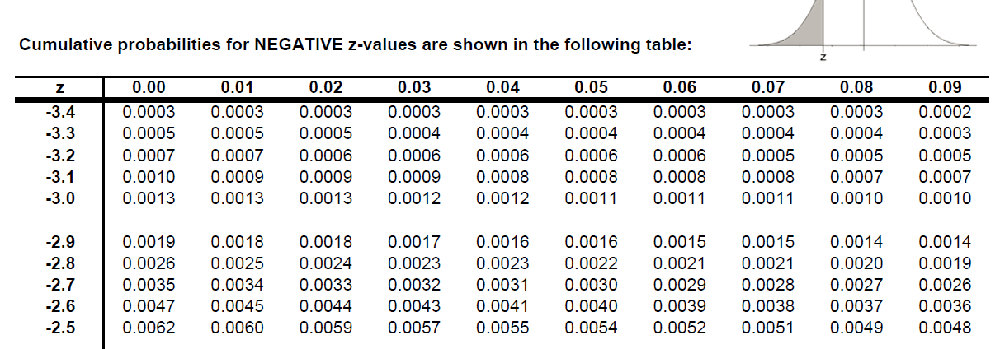 Cumulative probabilities for NEGATIVE z-values are shown in the following table:
z
z 0.00 0.01 0.02 0.03 0.04 0.05 0.06 0.07 0.08 0.09
-3.4 0.0003 0.0003 0.0003 0.0003 0.0003 0.0003 0.0003 0.0003 0.0003 0.0002
-3.3 0.0005 0.0005 0.0005 0.0004 0.0004 0.0004 0.0004 0.0004 0.0004 0.0003
-3.2 0.0007 0.0007 0.0006 0.0006 0.0006 0.0006 0.0006 0.0005 0.0005 0.0005
-3.1 0.0010 0.0009 0.0009 0.0009 0.0008 0.0008 0.0008 0.0008 0.0007 0.0007
-3.0 0.0013 0.0013 0.0013 0.0012 0.0012 0.0011 0.0011 0.0011 0.0010 0.0010
-2.9 0.0019 0.0018 0.0018 0.0017 0.0016 0.0016 0.0015 0.0015 0.0014 0.0014
-2.8 0.0026 0.0025 0.0024 0.0023 0.0023 0.0022 0.0021 0.0021 0.0020 0.0019
-2.7 0.0035 0.0034 0.0033 0.0032 0.0031 0.0030 0.0029 0.0028 0.0027 0.0026
-2.6 0.0047 0.0045 0.0044 0.0043 0.0041 0.0040 0.0039 0.0038 0.0037 0.0036
-2.5 0.0062 0.0060 0.0059 0.0057 0.0055 0.0054 0.0052 0.0051 0.0049 0.0048